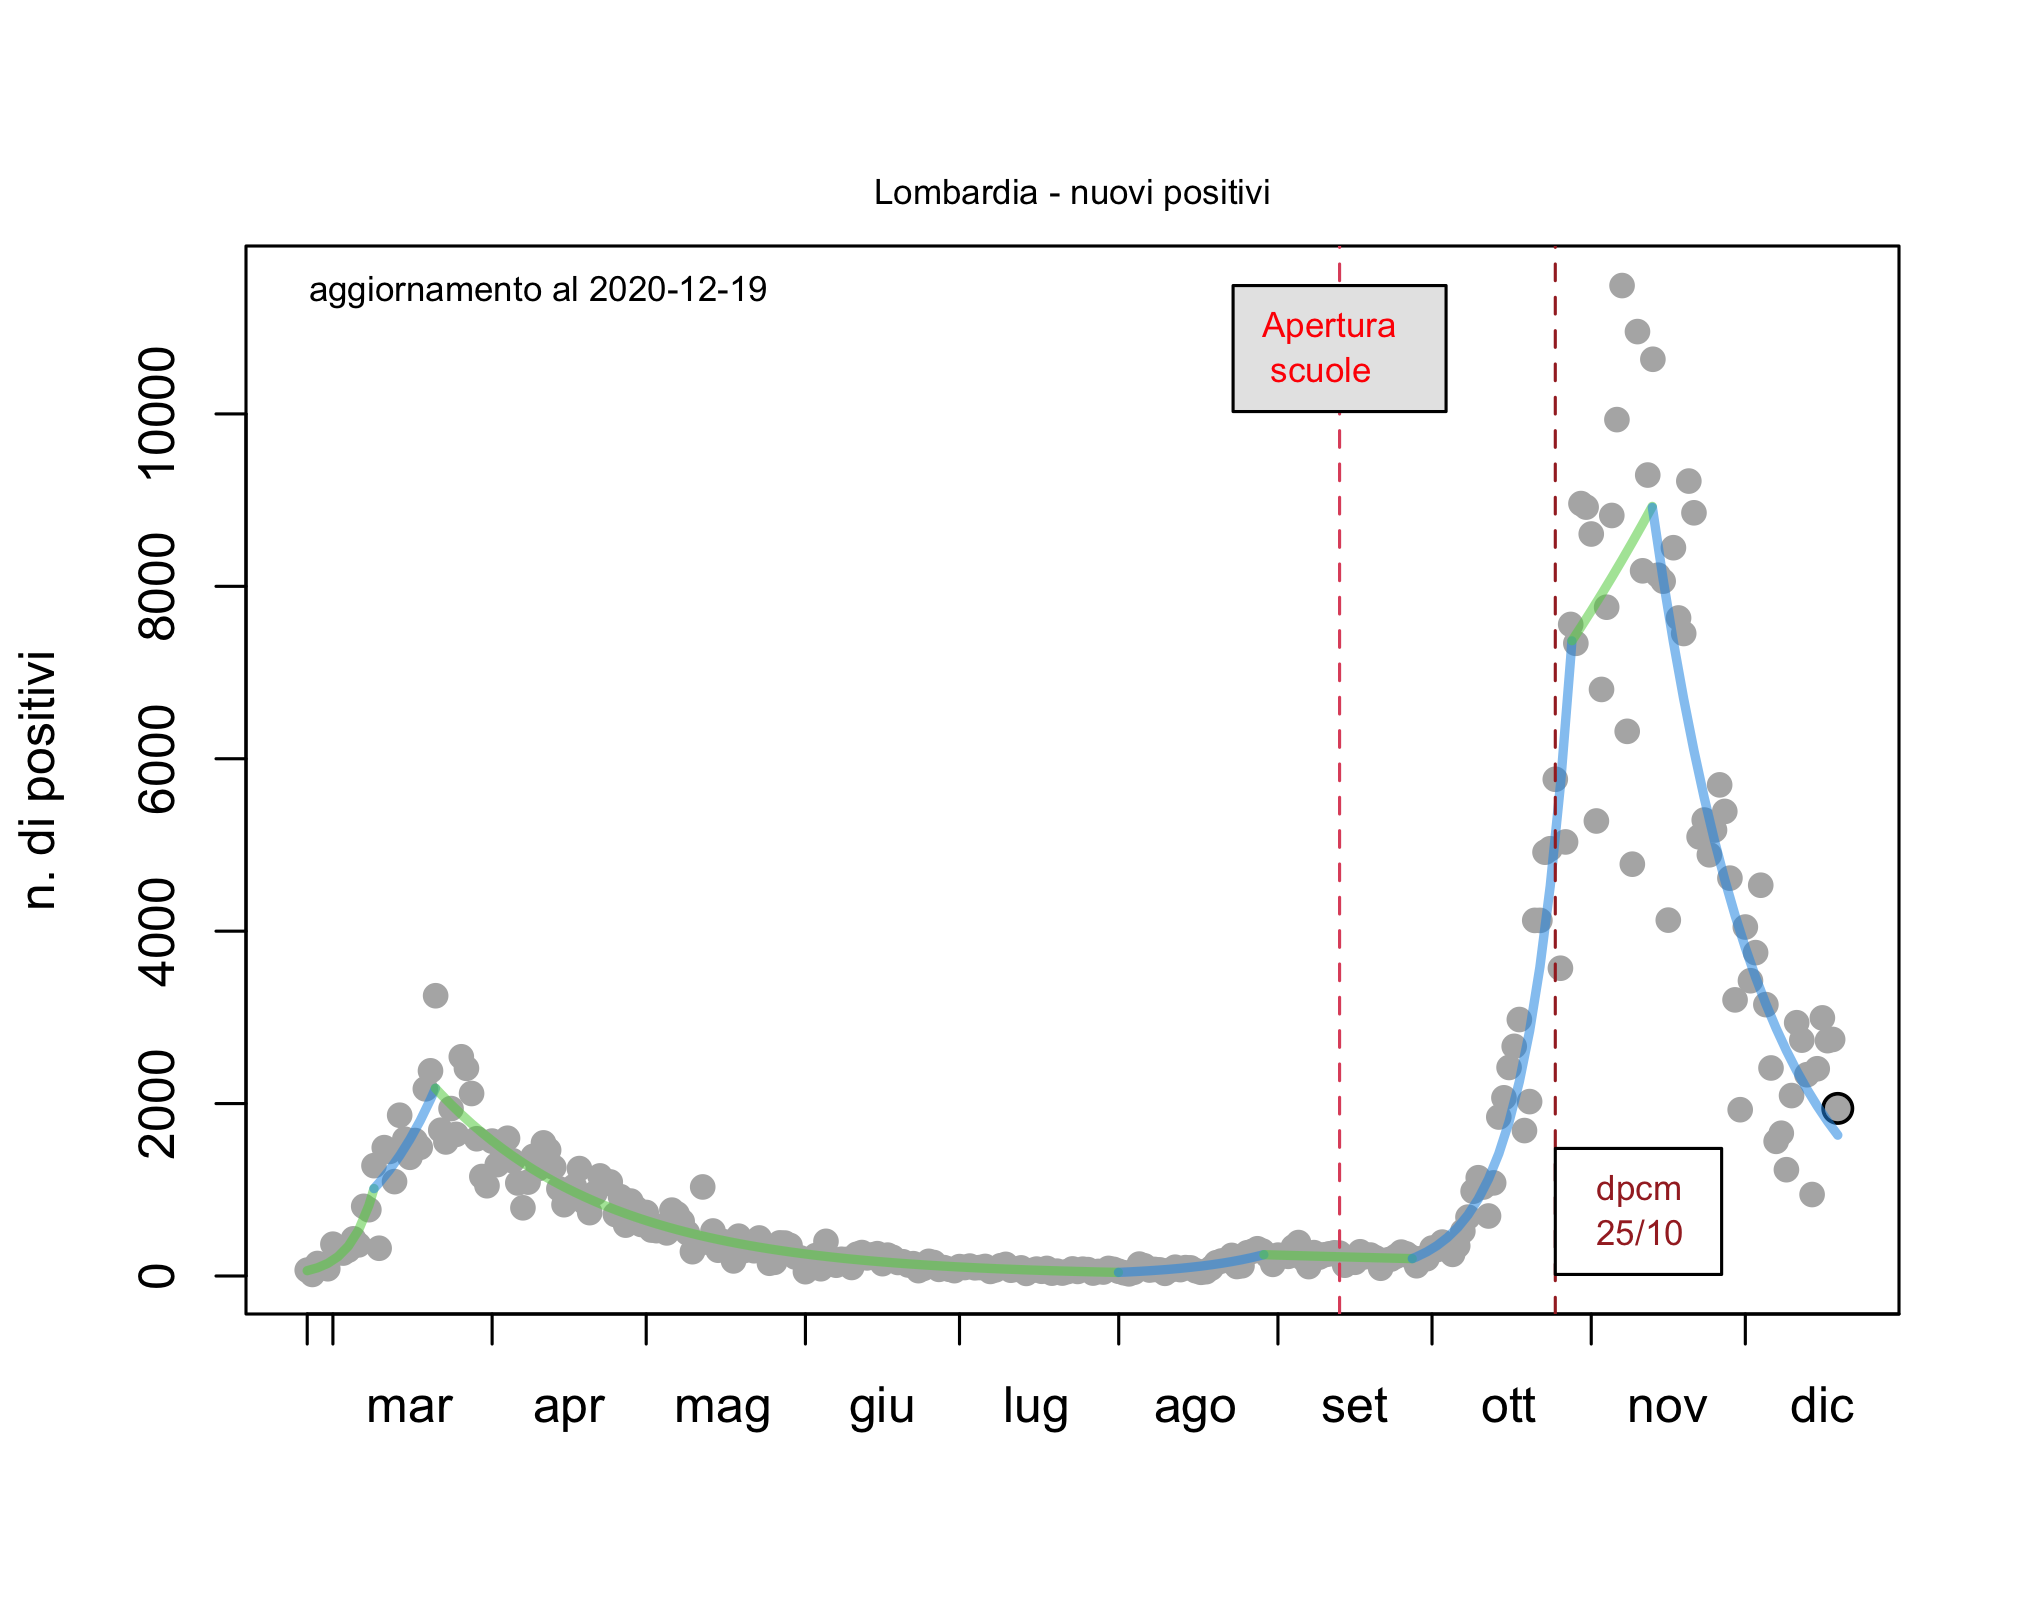 Lombardia - nuovi positivi
aggiornamento al 2020-12-19
Apertura
scuole
n. di positivi
10000
8000
6000
4000
2000
0
dpcm
25/10
mar apr mag giu lug ago set ott nov dic